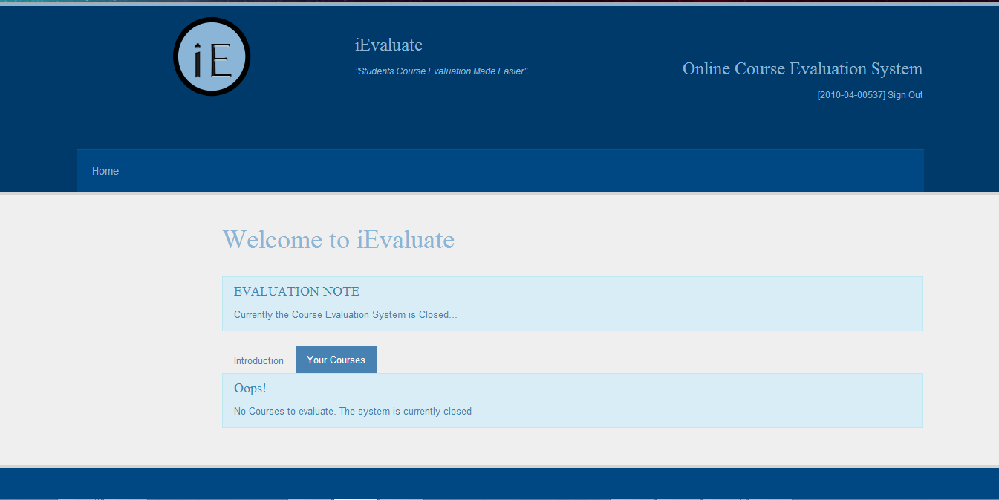 iE
iEvaluate
"Students Course Evaluation Made Easier"
Online Course Evaluation System
[2010-04-00537] Sign Out
Home
Welcome to iEvaluate
EVALUATION NOTE
Currently the Course Evaluation System is Closed...
Introduction
Your Courses
Oops!
No Courses to evaluate. The system is currently closed